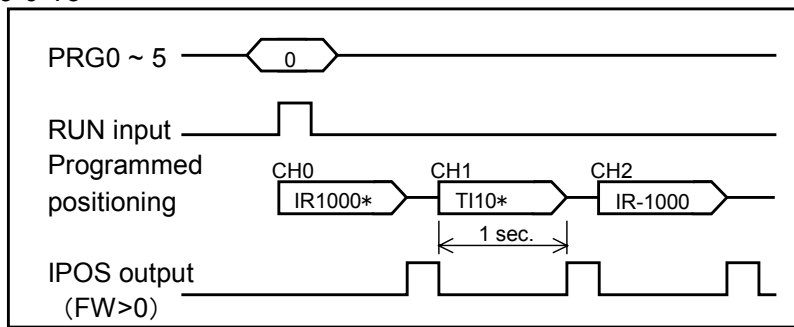 PRG0 ~ 5
0
RUN input
Programmed
positioning
CH0
IR1000*
CH1
TI10*
CH2
IR-1000
1 sec.
IPOS output
(FW>0)